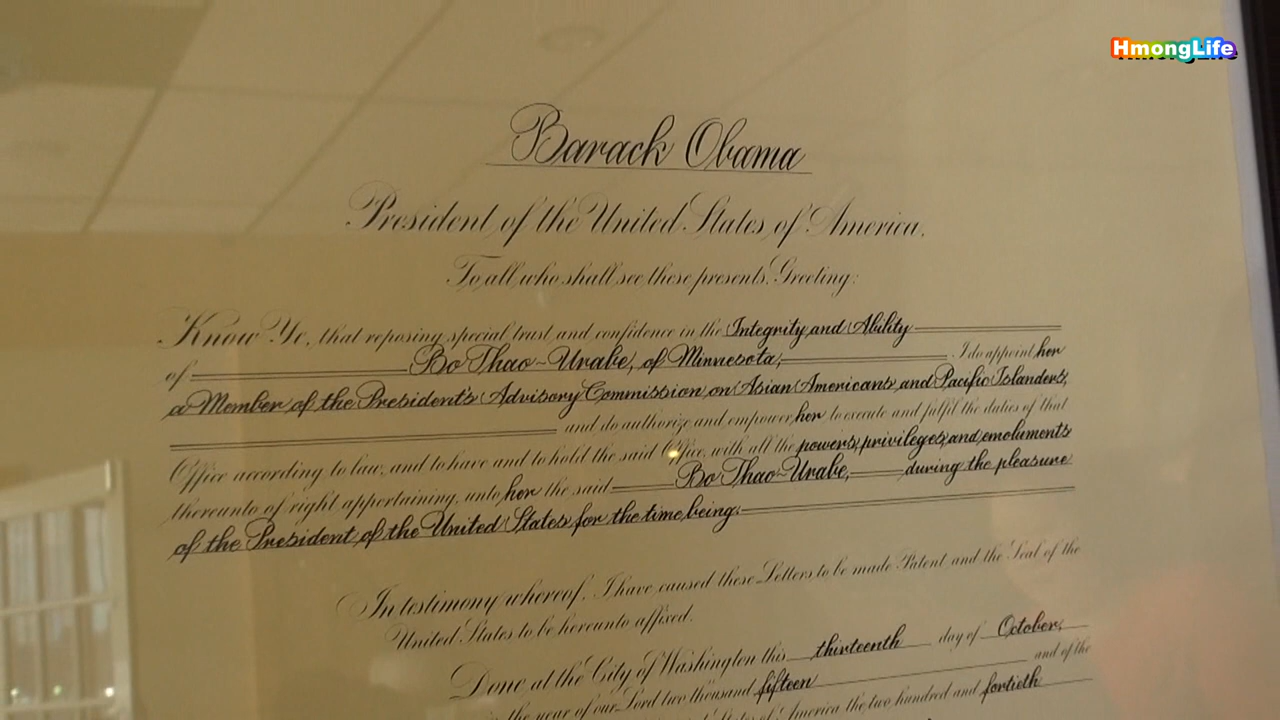 HmongLife
Barack Obama
President of the United States of America.
To all who shall see these presents, Greeting:
Know Ye, that reposing special trust and confidence in the Integrity and Ability
of Bo Thao~Urabe, of Minnesota, I do appoint her
a Member of the President's Advisory Commission on Asian Americans and Pacific Islanders,
and do authorize and empower her to execute and fulfil the duties of that
Office according to law, and to have and to hold the said Office, with all the powers, privileges, and emoluments
thereunto of right appertaining, unto her the said Bo Thao~Urabe, during the pleasure
of the President of the United States for the time being.
In testimony whereof, I have caused these Letters to be made Patent and the Seal of the
United States to be hereunto affixed.
Done at the City of Washington this thirteenth day of October,
in the year of our Lord two thousand fifteen and of the
States of America the two hundred and fortieth